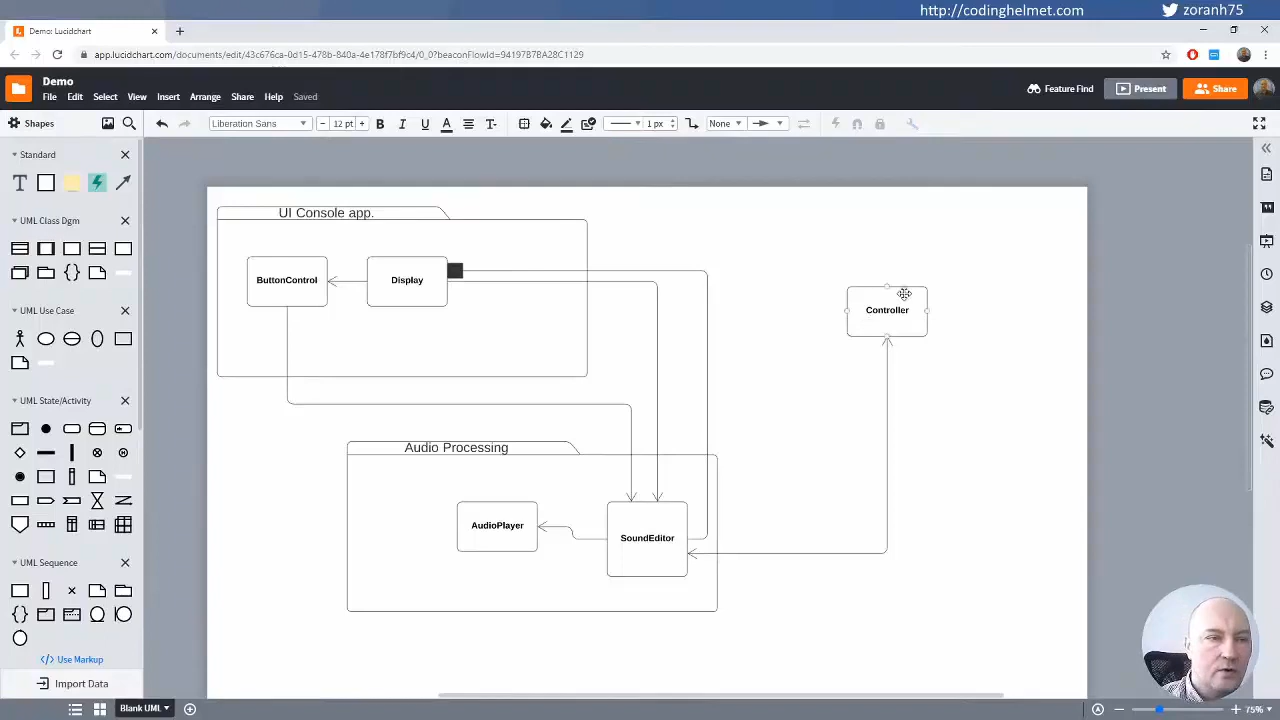 http://codinghelmet.com
zoranh75
Demo: Lucidchart
app.lucidchart.com/documents/edit/43c676ca-0d15-478b-840a-4e178f7bf9c4/0_0?beaconFlowId=94197B7BA28C1129
Demo
File Edit Select View Insert Arrange Share Help Saved
Feature Find
Present
Share
Shapes
Liberation Sans
12 pt
B I U A T
1 px
None
Standard
T
UML Class Dgm
UML Use Case
UML State/Activity
UML Sequence
</> Use Markup
Import Data
UI Console app.
ButtonControl
Display
Controller
Audio Processing
AudioPlayer
SoundEditor
Blank UML
75%